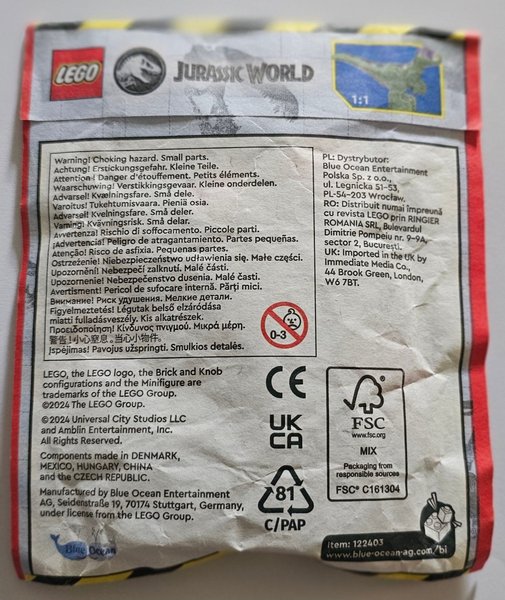 LEGO
JURASSIC WORLD
1:1
Warning! Choking hazard. Small parts.
Achtung! Erstickungsgefahr. Kleine Teile.
Attention! Danger d'étouffement. Petits éléments.
Waarschuwing! Verstikkingsgevaar. Kleine onderdelen.
Advarsel! Kvælningsfare. Små dele.
Varoitus! Tukehtumisvaara. Pieniä osia.
Advarsel! Kvelningsfare. Små deler.
Varning! Kvävningsrisk. Små delar.
Avvertenza! Rischio di soffocamento. Piccole parti.
¡Advertencia! Peligro de atragantamiento. Partes pequeñas.
Atenção! Risco de asfixia. Pequenas partes.
Ostrzeżenie! Niebezpieczeństwo udławienia się. Małe części.
Upozornění! Nebezpečí zalknutí. Malé části.
Upozornenie! Nebezpečenstvo dusenia. Malé časti.
Avertisment! Pericol de sufocare internă. Părți mici.
Внимание! Риск удушения. Мелкие детали.
Figyelmeztetés! Légutak belső elzáródása
miatti fulladásveszély. Kis alkatrészek.
Προειδοποίηση! Κίνδυνος πνιγμού. Μικρά μέρη.
警告!小心窒息。当心小物件。
Įspėjimas! Pavojus užspringti. Smulkios detalės.
0-3
PL: Dystrybutor:
Blue Ocean Entertainment
Polska Sp. z o.o.,
ul. Legnicka 51-53,
PL-54-203 Wrocław.
RO: Distribuit numai împreună
cu revista LEGO prin RINGIER
ROMANIA SRL, Bulevardul
Dimitrie Pompeiu nr. 9-9A,
sector 2, Bucuresti.
UK: Imported in the UK by
Immediate Media Co.,
44 Brook Green, London,
W6 7BT.
LEGO, the LEGO logo, the Brick and Knob
configurations and the Minifigure are
trademarks of the LEGO Group.
©2024 The LEGO Group.
©2024 Universal City Studios LLC
and Amblin Entertainment, Inc.
All Rights Reserved.
Components made in DENMARK,
MEXICO, HUNGARY, CHINA
and the CZECH REPUBLIC.
Manufactured by Blue Ocean Entertainment
AG, Seidenstraße 19, 70174 Stuttgart, Germany,
under license from the LEGO Group.
Blue Ocean
CE
UK
CA
81
C/PAP
FSC
www.fsc.org
MIX
Packaging from
responsible sources
FSC® C161304
Item: 122403
www.blue-ocean-ag.com/bi